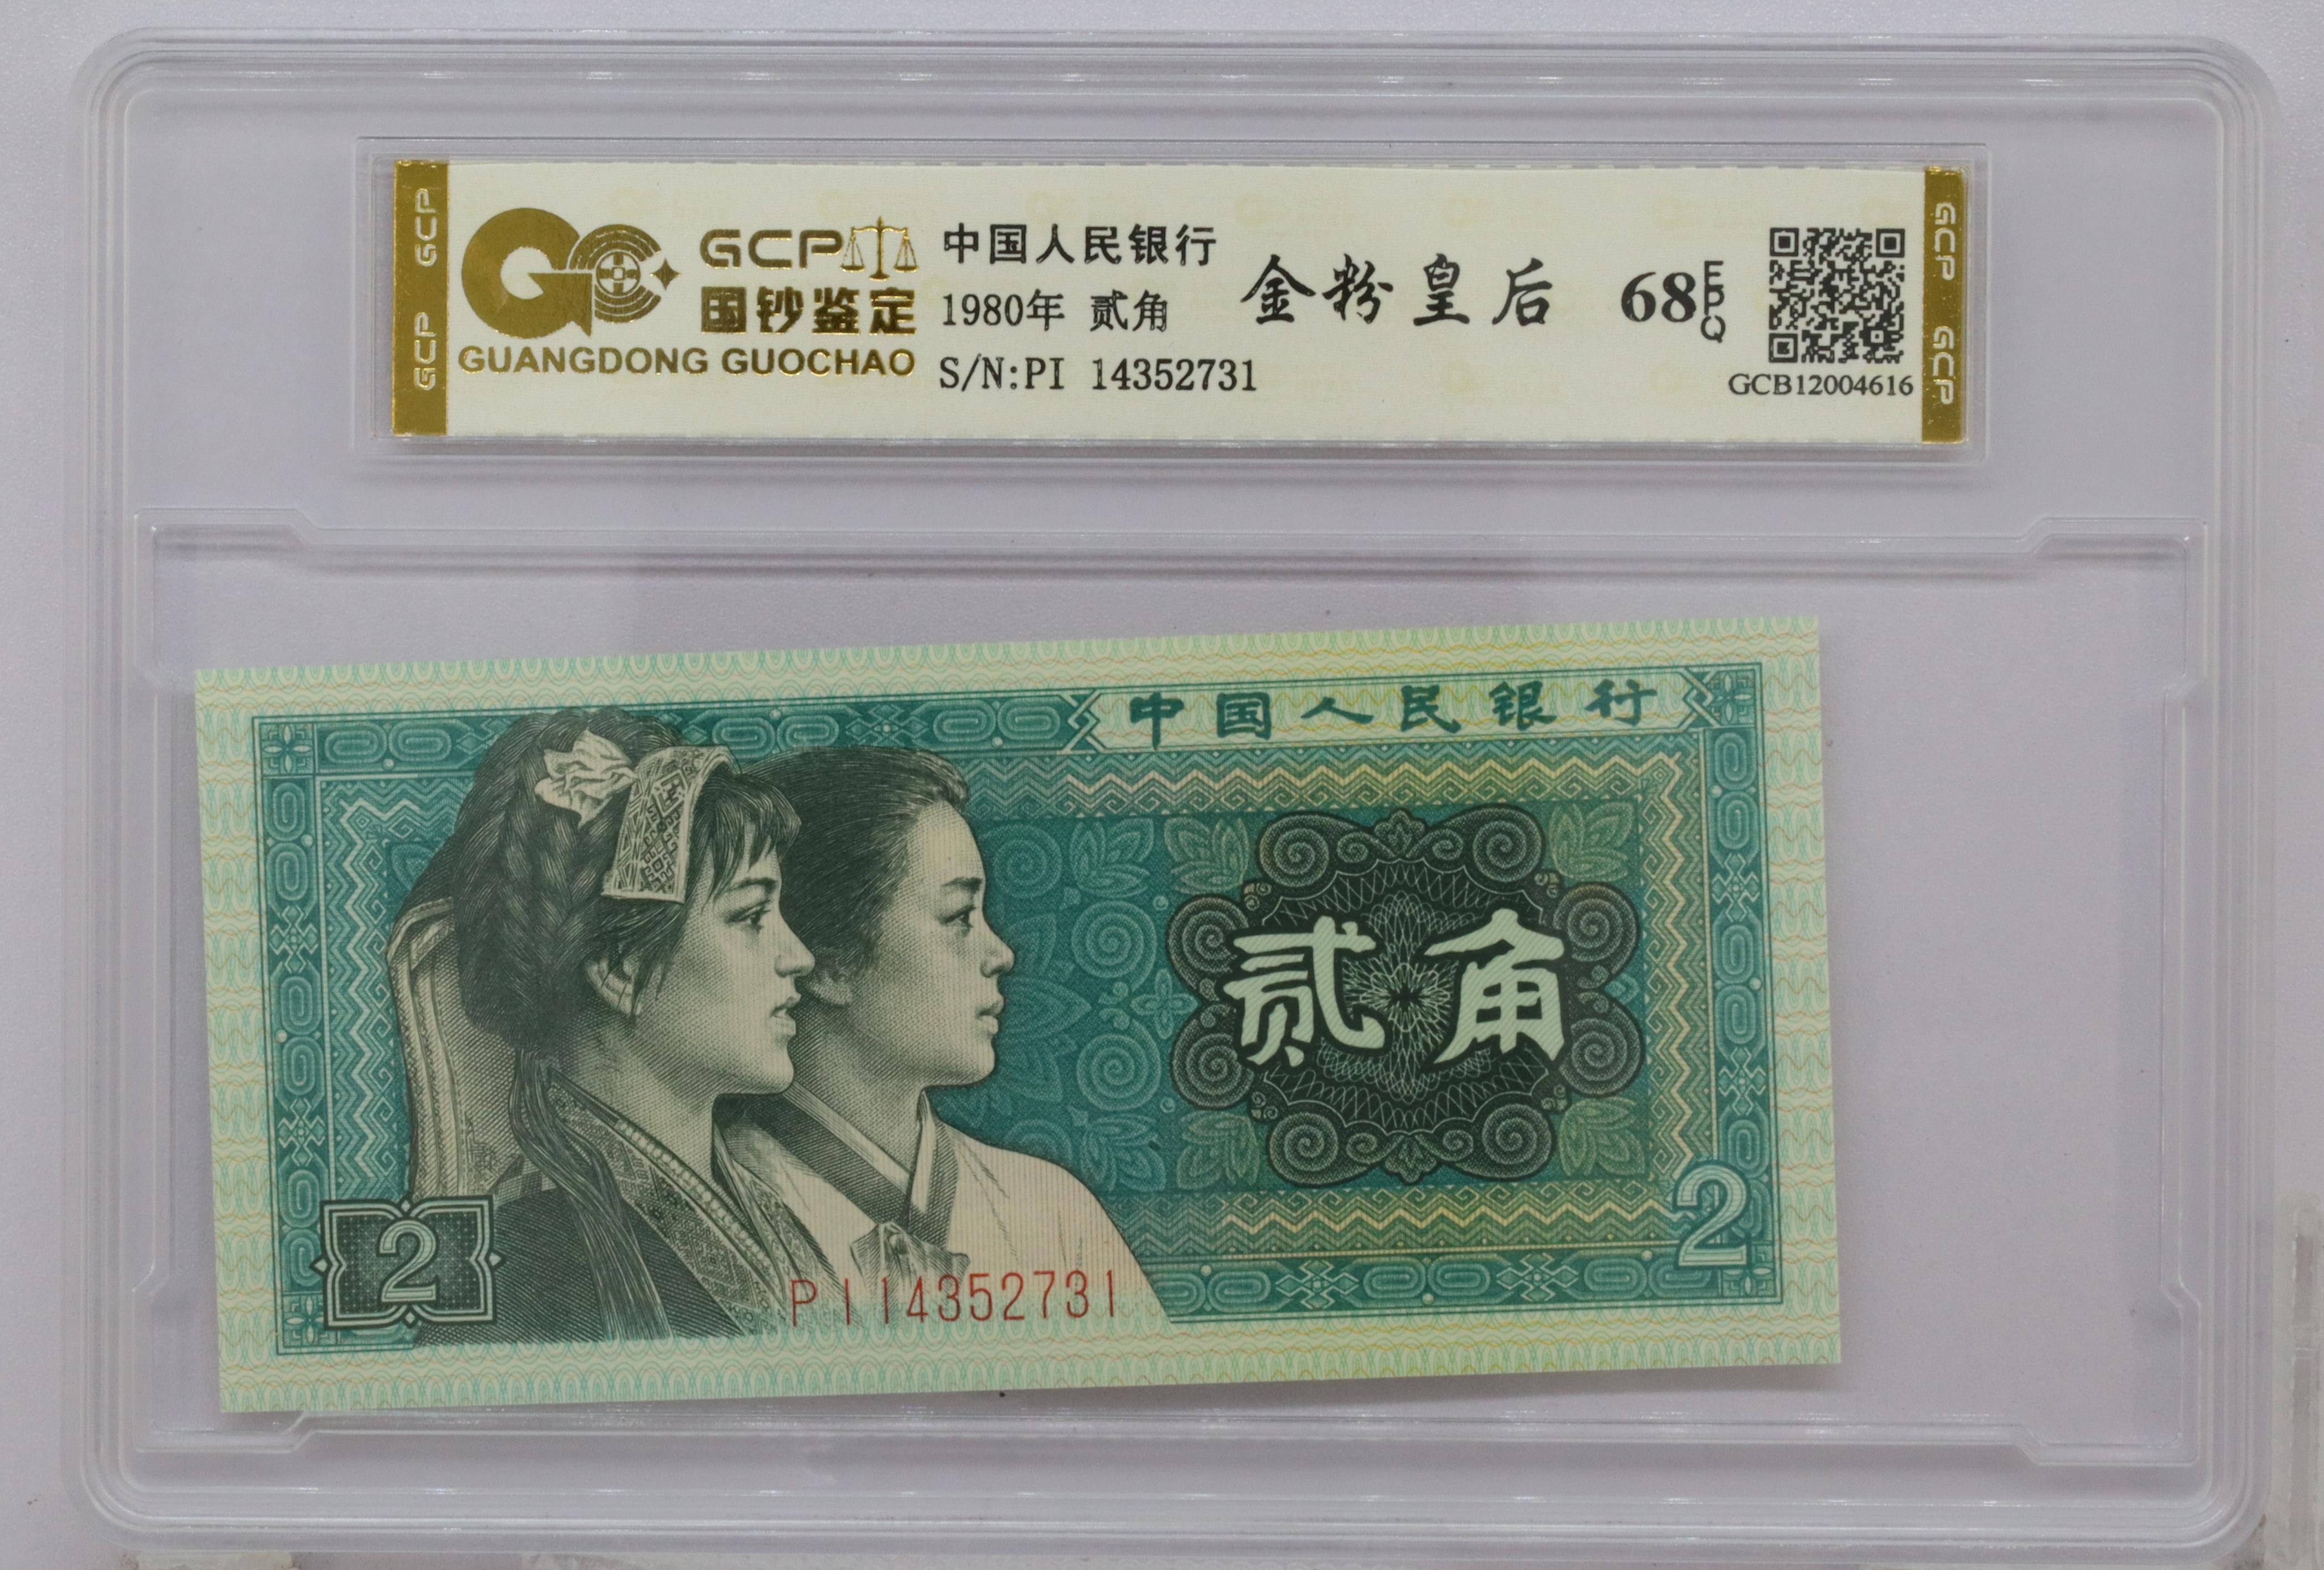 GCP GCP
GCP
国钞鉴定
GUANGDONG GUOCHAO
中国人民银行
1980年 贰角
S/N:PI 14352731
金粉皇后
68 EPQ
GCB12004616
GCP GCP
中国人民银行
贰角
2
2
PI14352731